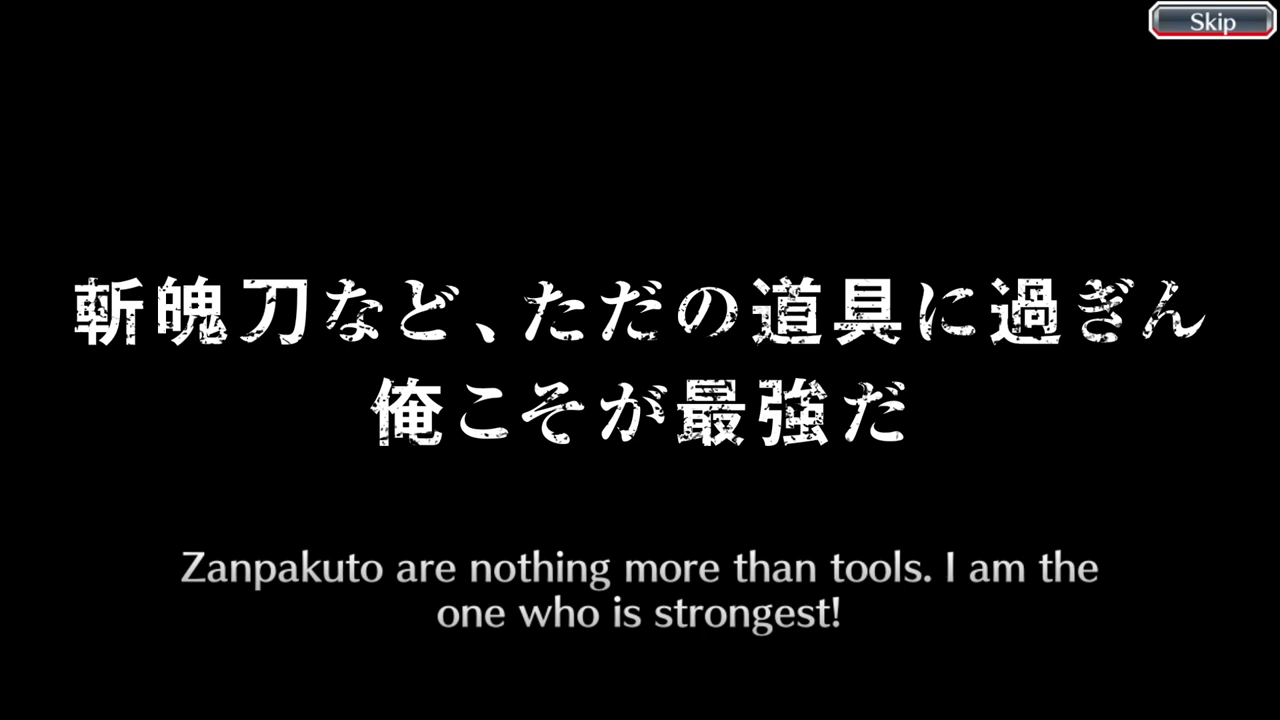 Skip
斬魄刀など、ただの道具に過ぎん
俺こそが最強だ
Zanpakuto are nothing more than tools. I am the
one who is strongest!